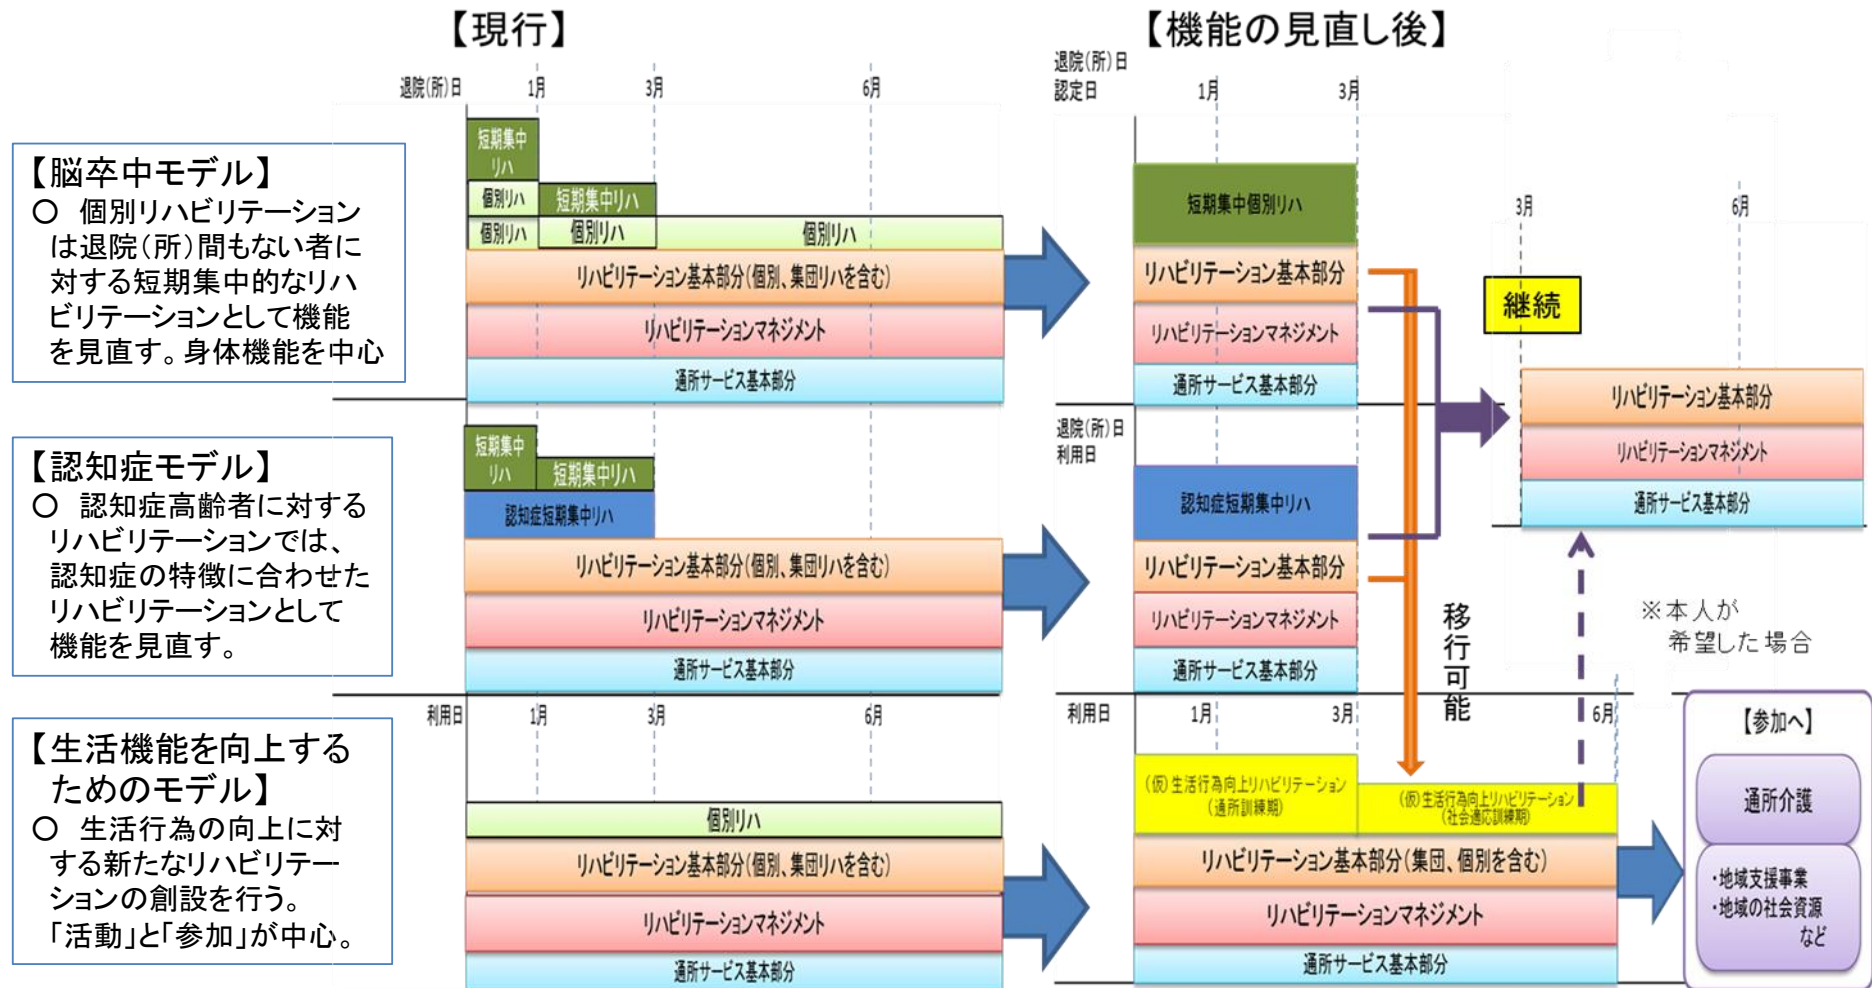 【現行】
退院(所)日
1月
3月
6月
【脳卒中モデル】
○ 個別リハビリテーション
は退院(所)間もない者に
対する短期集中的なリハ
ビリテーションとして機能
を見直す。身体機能を中心
短期集中
リハ
個別リハ
短期集中リハ
個別リハ
個別リハ
個別リハ
リハビリテーション基本部分(個別、集団リハを含む)
リハビリテーションマネジメント
通所サービス基本部分
【認知症モデル】
○ 認知症高齢者に対する
リハビリテーションでは、
認知症の特徴に合わせた
リハビリテーションとして
機能を見直す。
短期集中
リハ
短期集中リハ
認知症短期集中リハ
リハビリテーション基本部分(個別、集団リハを含む)
リハビリテーションマネジメント
通所サービス基本部分
【生活機能を向上する
ためのモデル】
○ 生活行為の向上に対
する新たなリハビリテー
ションの創設を行う。
「活動」と「参加」が中心。
利用日
1月
3月
6月
個別リハ
リハビリテーション基本部分(個別、集団リハを含む)
リハビリテーションマネジメント
通所サービス基本部分
【機能の見直し後】
退院(所)日
認定日
1月
3月
短期集中個別リハ
リハビリテーション基本部分
リハビリテーションマネジメント
通所サービス基本部分
退院(所)日
利用日
認知症短期集中リハ
リハビリテーション基本部分
リハビリテーションマネジメント
通所サービス基本部分
3月
6月
継続
リハビリテーション基本部分
リハビリテーションマネジメント
通所サービス基本部分
移行可能
※本人が
希望した場合
利用日
1月
3月
6月
(仮)生活行為向上リハビリテーション
(通所訓練期)
(仮)生活行為向上リハビリテーション
(社会適応訓練期)
リハビリテーション基本部分(集団、個別を含む)
リハビリテーションマネジメント
通所サービス基本部分
【参加へ】
通所介護
・地域支援事業
・地域の社会資源
など